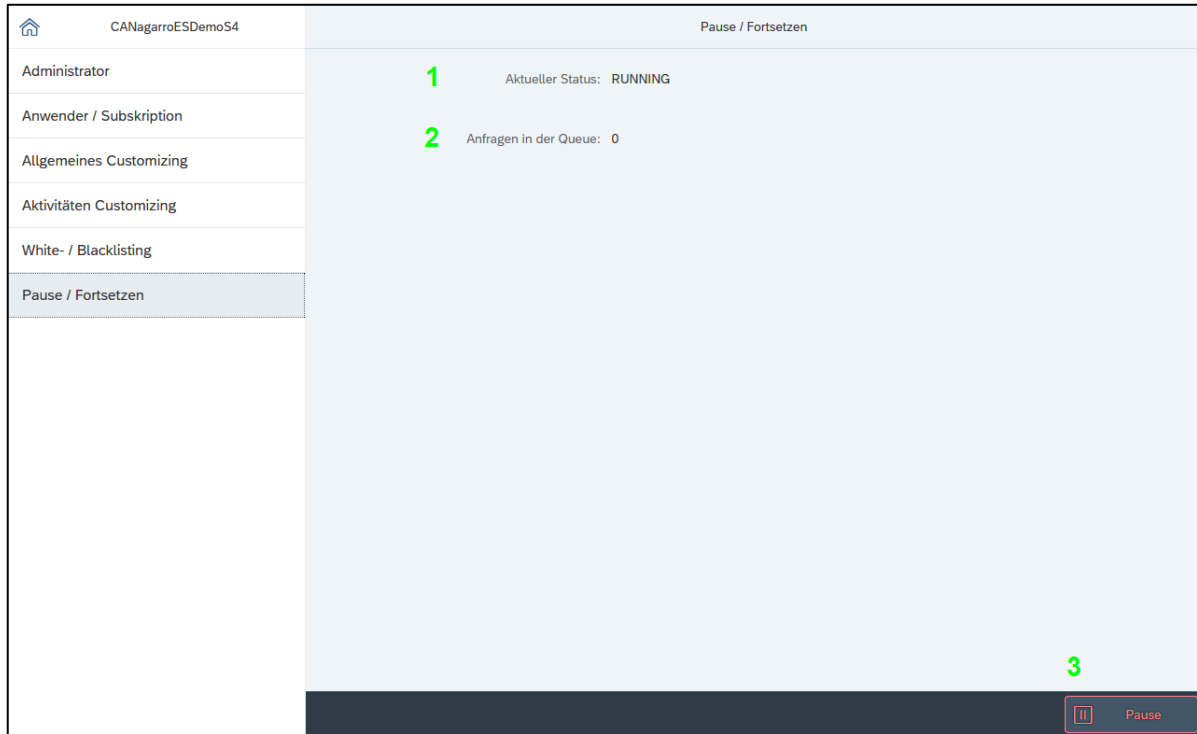 CANagarroESDemoS4
Administrator
Anwender / Subskription
Allgemeines Customizing
Aktivitäten Customizing
White- / Blacklisting
Pause / Fortsetzen
Pause / Fortsetzen
1 Aktueller Status: RUNNING
2 Anfragen in der Queue: 0
3
Pause